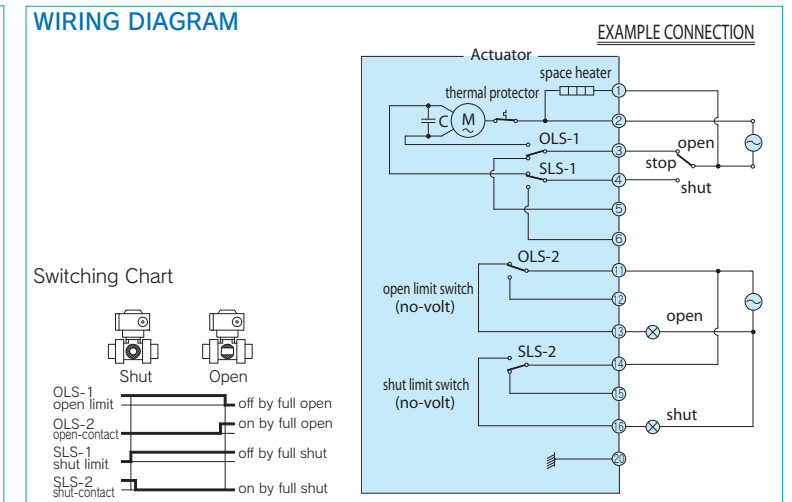 WIRING DIAGRAM
EXAMPLE CONNECTION
Actuator
space heater
thermal protector
C
M
1
2
OLS-1
3
open
stop
SLS-1
4
shut
5
6
OLS-2
11
open limit switch
(no-volt)
12
13
open
SLS-2
14
shut limit switch
(no-volt)
15
16
shut
20
Switching Chart
Shut
Open
OLS-1
open limit
off by full open
OLS-2
open-contact
on by full open
SLS-1
shut limit
off by full shut
SLS-2
shut-contact
on by full shut